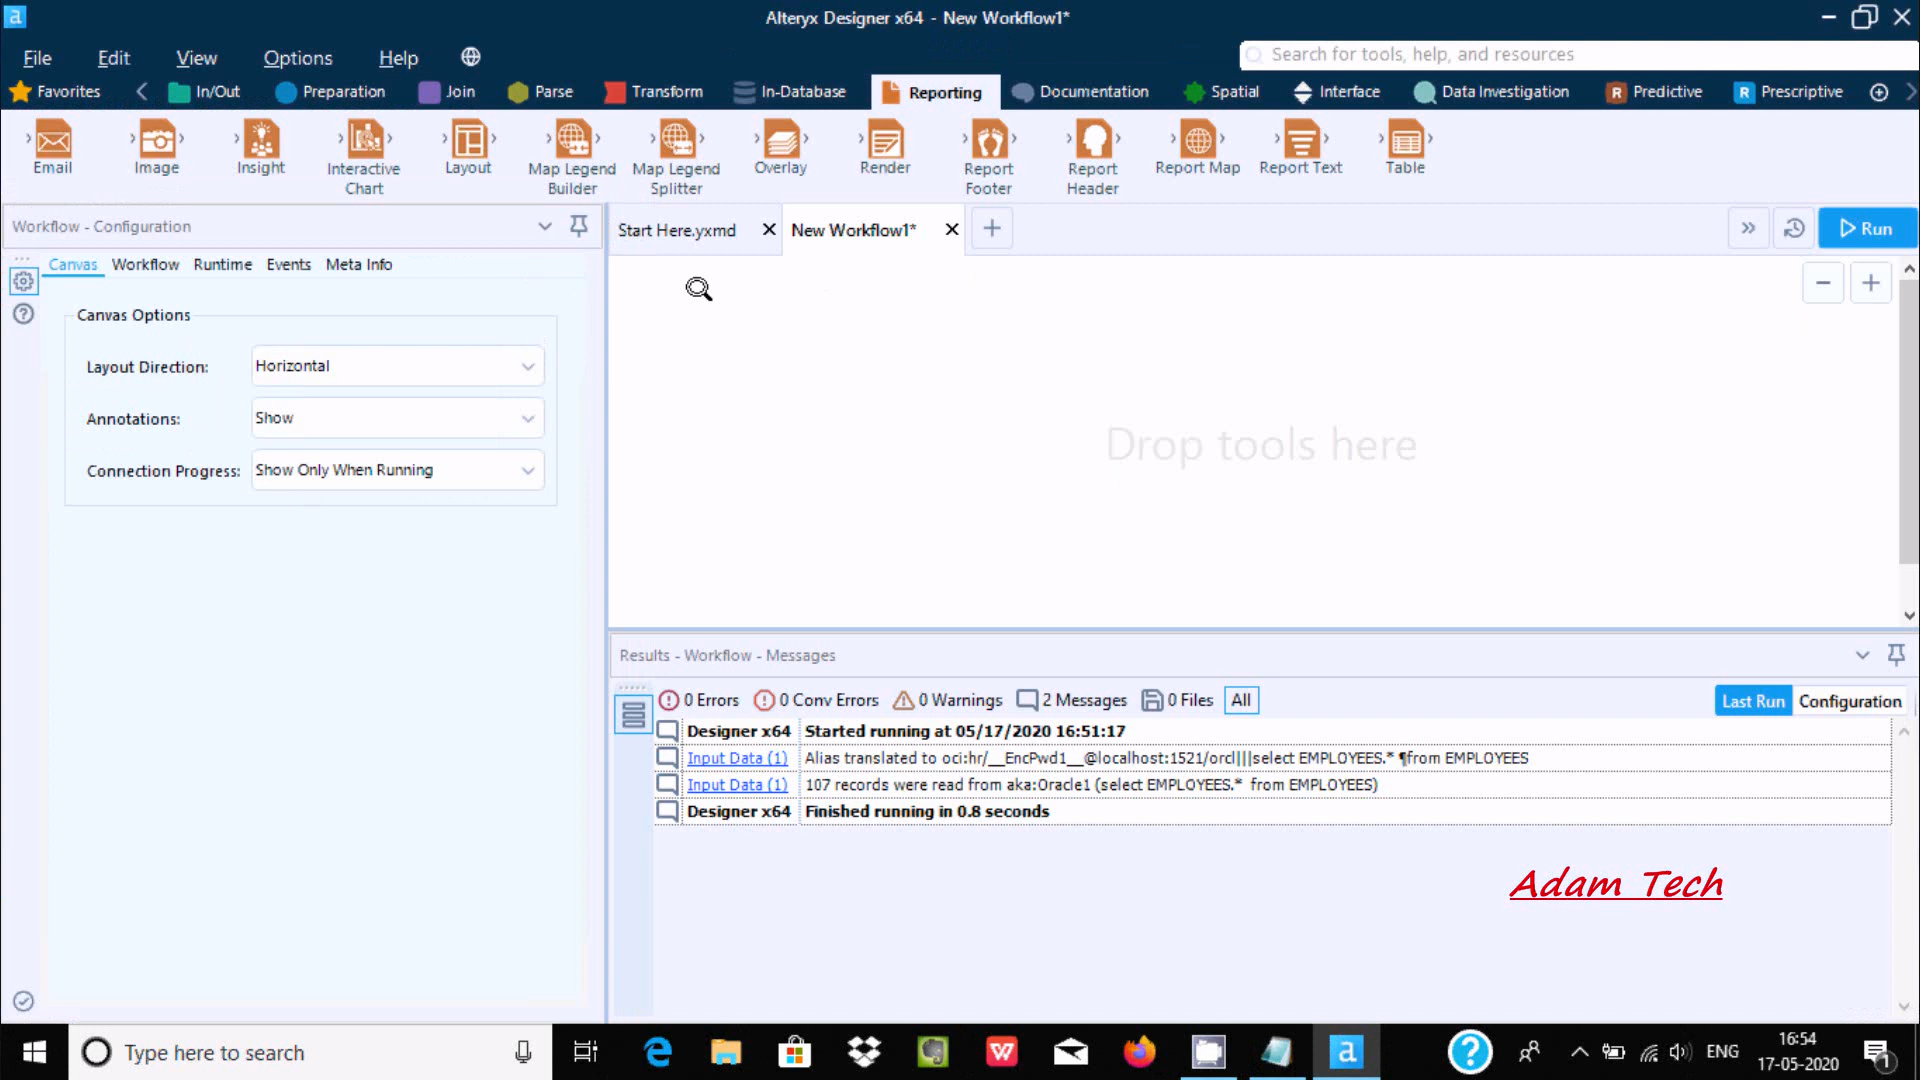 a
Alteryx Designer x64 - New Workflow1*
File Edit View Options Help
Search for tools, help, and resources
Favorites In/Out Preparation Join Parse Transform In-Database Reporting Documentation Spatial Interface Data Investigation R Predictive R Prescriptive
Email Image Insight Interactive Chart Layout Map Legend Builder Map Legend Splitter Overlay Render Report Footer Report Header Report Map Report Text Table
Workflow - Configuration
Start Here.yxmd New Workflow1*
Run
Canvas Workflow Runtime Events Meta Info
Canvas Options
Layout Direction: Horizontal
Annotations: Show
Connection Progress: Show Only When Running
Drop tools here
Results - Workflow - Messages
0 Errors 0 Conv Errors 0 Warnings 2 Messages 0 Files All
Last Run Configuration
Designer x64 Started running at 05/17/2020 16:51:17
Input Data (1) Alias translated to oci:hr/__EncPwd1__@localhost:1521/orcl|||select EMPLOYEES.* ¶from EMPLOYEES
Input Data (1) 107 records were read from aka:Oracle1 (select EMPLOYEES.* from EMPLOYEES)
Designer x64 Finished running in 0.8 seconds
Adam Tech
Type here to search
a
ENG
16:54
17-05-2020
1